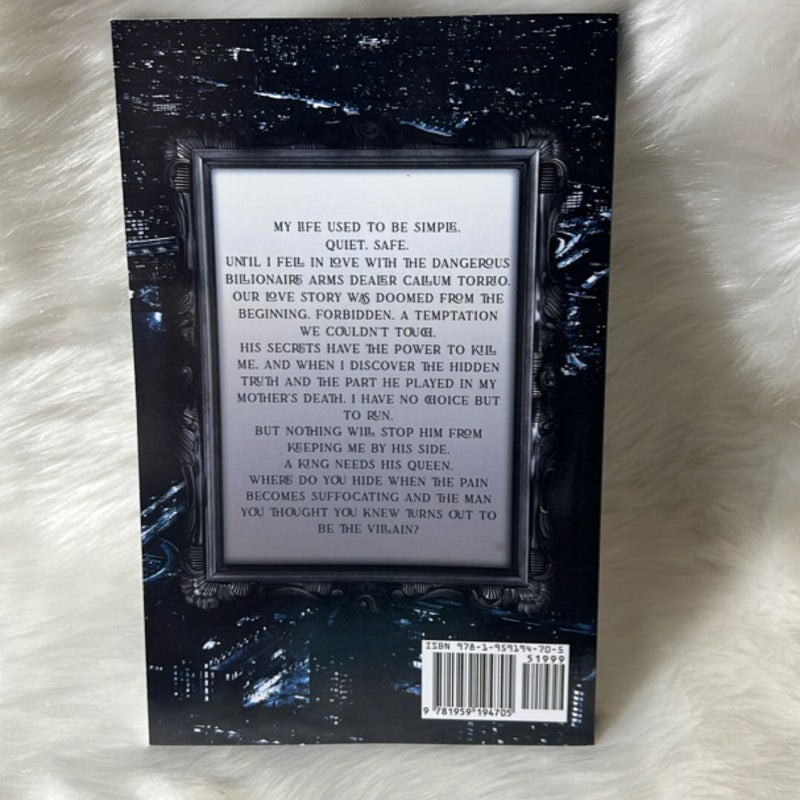 MY LIFE USED TO BE SIMPLE.
QUIET. SAFE.
UNTIL I FELL IN LOVE WITH THE DANGEROUS
BILLIONAIRE ARMS DEALER CALLUM TORRIO.
OUR LOVE STORY WAS DOOMED FROM THE
BEGINNING. FORBIDDEN. A TEMPTATION
WE COULDN'T TOUCH.
HIS SECRETS HAVE THE POWER TO KILL
ME. AND WHEN I DISCOVER THE HIDDEN
TRUTH AND THE PART HE PLAYED IN MY
MOTHER'S DEATH, I HAVE NO CHOICE BUT
TO RUN.
BUT NOTHING WILL STOP HIM FROM
KEEPING ME BY HIS SIDE.
A KING NEEDS HIS QUEEN.
WHERE DO YOU HIDE WHEN THE PAIN
BECOMES SUFFOCATING AND THE MAN
YOU THOUGHT YOU KNEW TURNS OUT TO
BE THE VILLAIN?
ISBN 978-1-959194-70-5
51999
9 781959 194705